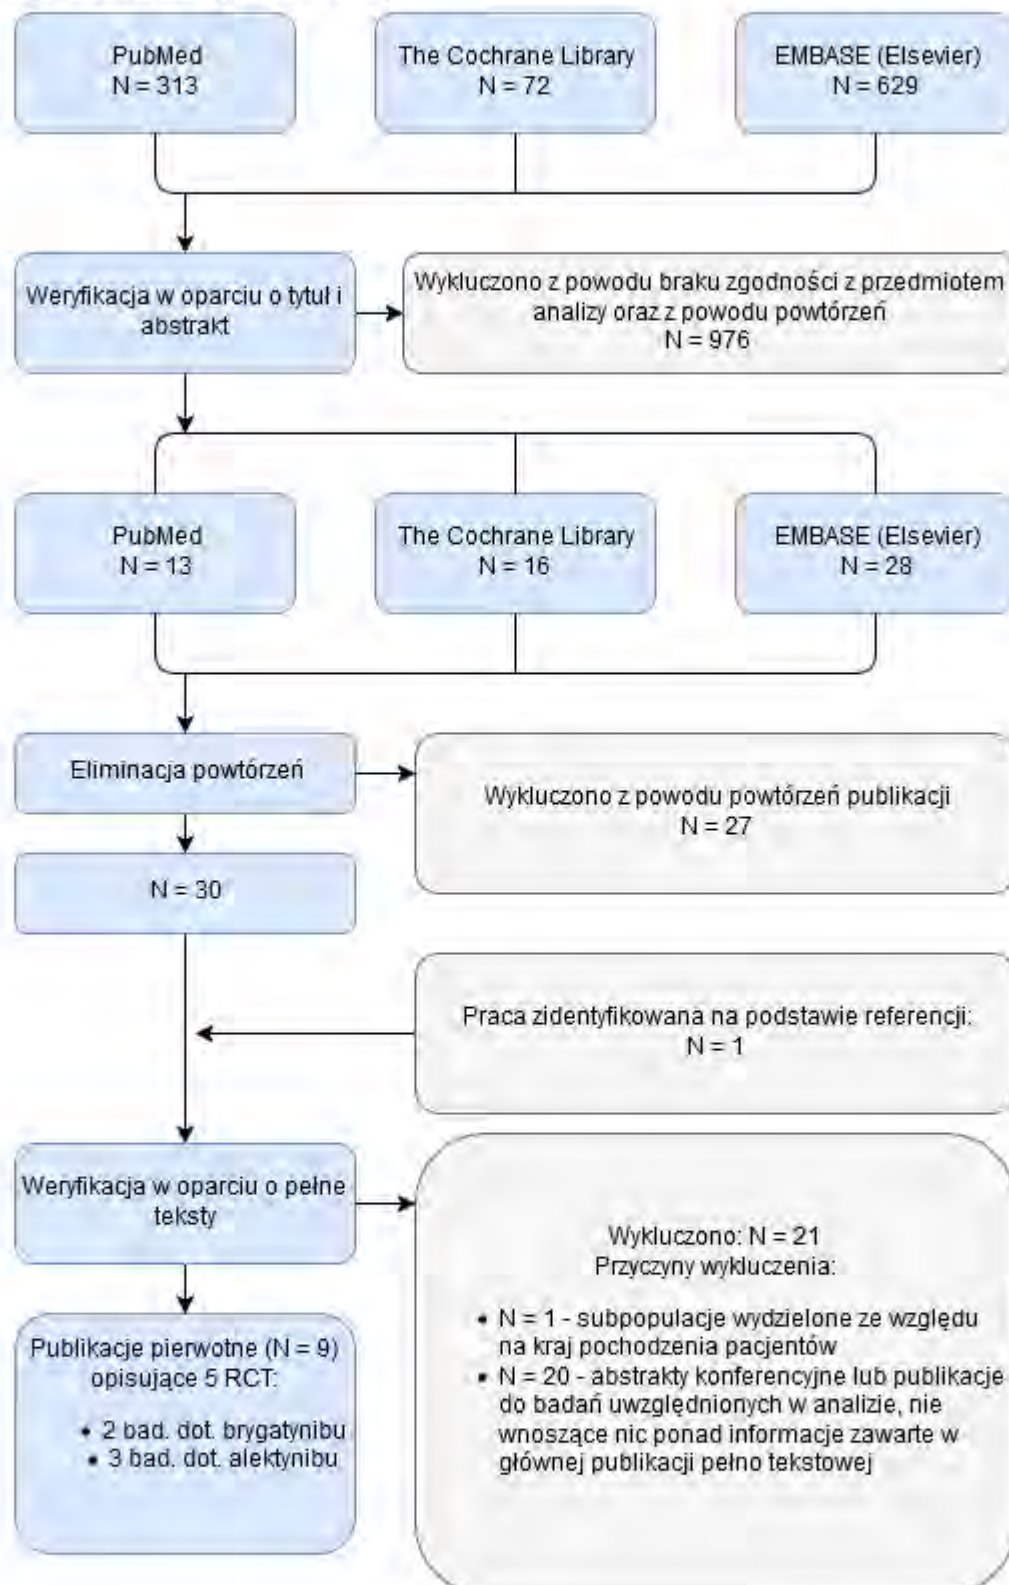 PubMed
N = 313
The Cochrane Library
N = 72
EMBASE (Elsevier)
N = 629
Weryfikacja w oparciu o tytuł i
abstrakt
Wykluczono z powodu braku zgodności z przedmiotem
analizy oraz z powodu powtórzeń
N = 976
PubMed
N = 13
The Cochrane Library
N = 16
EMBASE (Elsevier)
N = 28
Eliminacja powtórzeń
Wykluczono z powodu powtórzeń publikacji
N = 27
N = 30
Praca zidentyfikowana na podstawie referencji:
N = 1
Weryfikacja w oparciu o pełne
teksty
Wykluczono: N = 21
Przyczyny wykluczenia:
• N = 1 - subpopulacje wydzielone ze względu
na kraj pochodzenia pacjentów
• N = 20 - abstrakty konferencyjne lub publikacje
do badań uwzględnionych w analizie, nie
wnoszące nic ponad informacje zawarte w
głównej publikacji pełno tekstowej
Publikacje pierwotne (N = 9)
opisujące 5 RCT:
• 2 bad. dot. brygatynibu
• 3 bad. dot. alektynibu